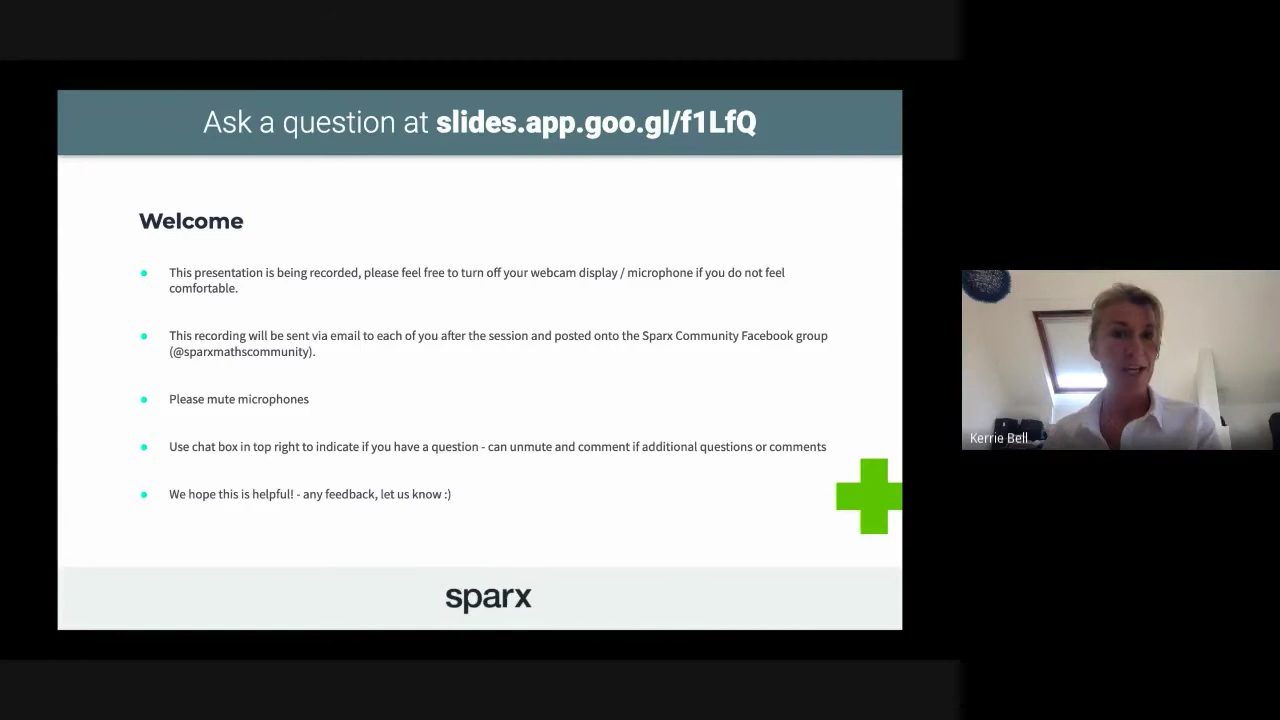 Ask a question at slides.app.goo.gl/f1LfQ
Welcome
This presentation is being recorded, please feel free to turn off your webcam display / microphone if you do not feel
comfortable.
This recording will be sent via email to each of you after the session and posted onto the Sparx Community Facebook group
(@sparxmathscommunity).
Please mute microphones
Use chat box in top right to indicate if you have a question - can unmute and comment if additional questions or comments
We hope this is helpful! - any feedback, let us know :)
sparx
Kerrie Bell